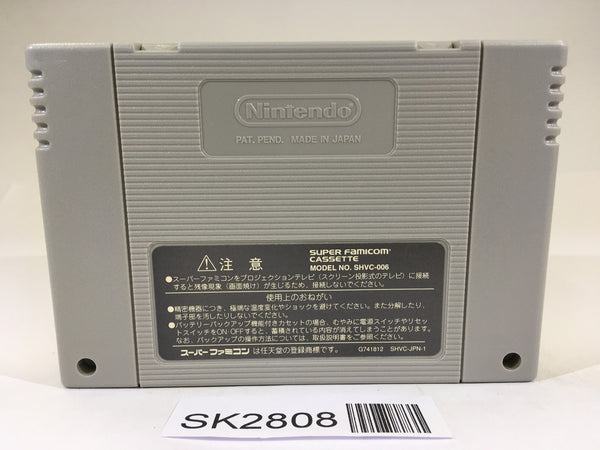 Nintendo
PAT. PEND. MADE IN JAPAN
注意
SUPER FAMICOM
CASSETTE
MODEL NO. SHVC-006
●スーパーファミコンをプロジェクションテレビ(スクリーン投影式のテレビ)に接続
すると残像現象(画面焼け)が生じるため、接続しないでください。
使用上のおねがい
●精密機器につき、極端な温度変化やショックを避けてください。また分解したり、
端子部を汚したりしないでください。
●バッテリーバックアップ機能付きカセットの場合、むやみに電源スイッチやリセッ
トスイッチをON・OFFすると、蓄積されている内容が消えてしまうことがあります。
なお、バックアップの操作方法については、取扱説明書をご参照ください。
スーパーファミコン は任天堂の登録商標です。 G741812 SHVC-JPN-1
SK2808